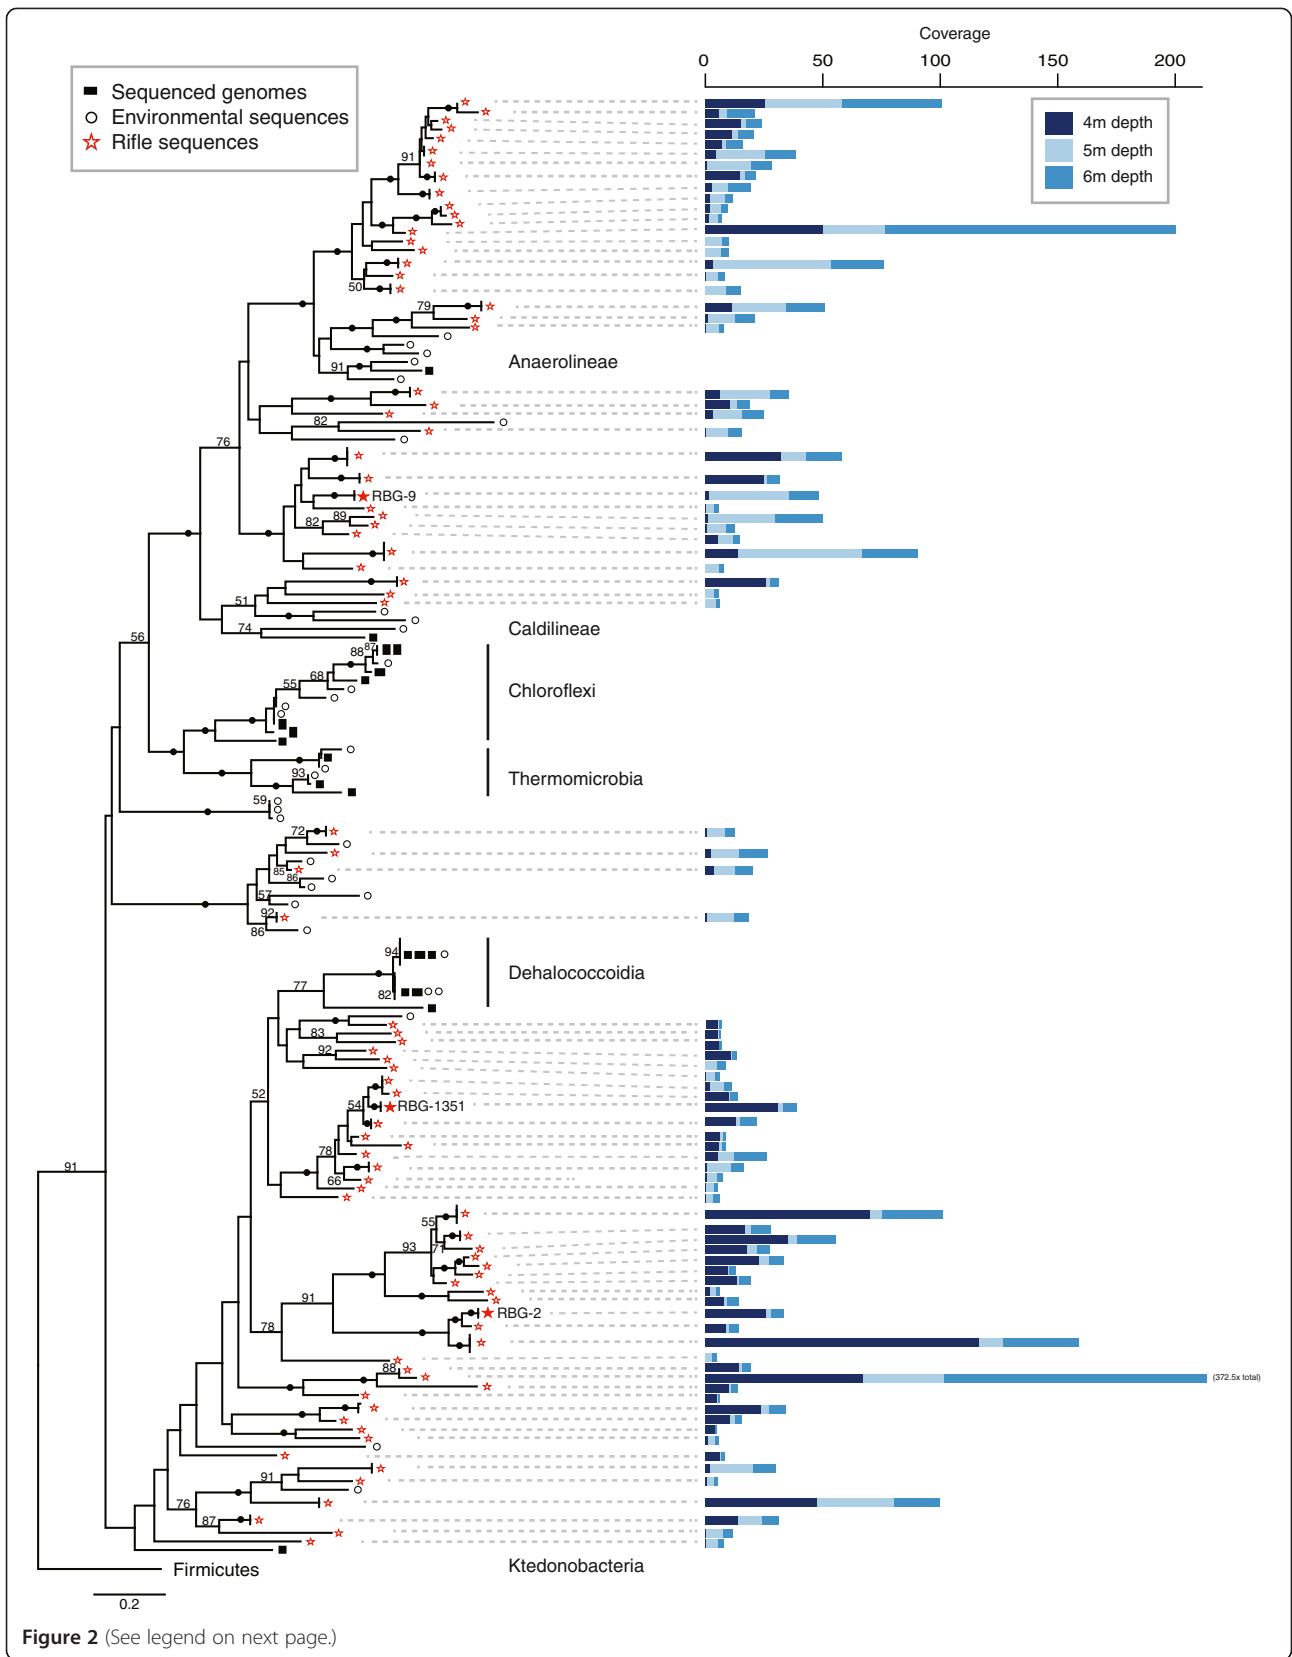 Coverage
0 50 100 150 200
Sequenced genomes
Environmental sequences
Rifle sequences
4m depth
5m depth
6m depth
91
50
79
91
Anaerolineae
82
76
RBG-9
89
82
51
74
Caldilineae
56
87
88
68
55
Chloroflexi
93
Thermomicrobia
59
72
85
86
57
92
86
94
82
Dehalococcoidia
77
83
92
52
54
RBG-1351
78
66
91
55
93
71
91
RBG-2
78
88
(372.5x total)
91
76
87
Ktedonobacteria
Firmicutes
0.2
Figure 2 (See legend on next page.)